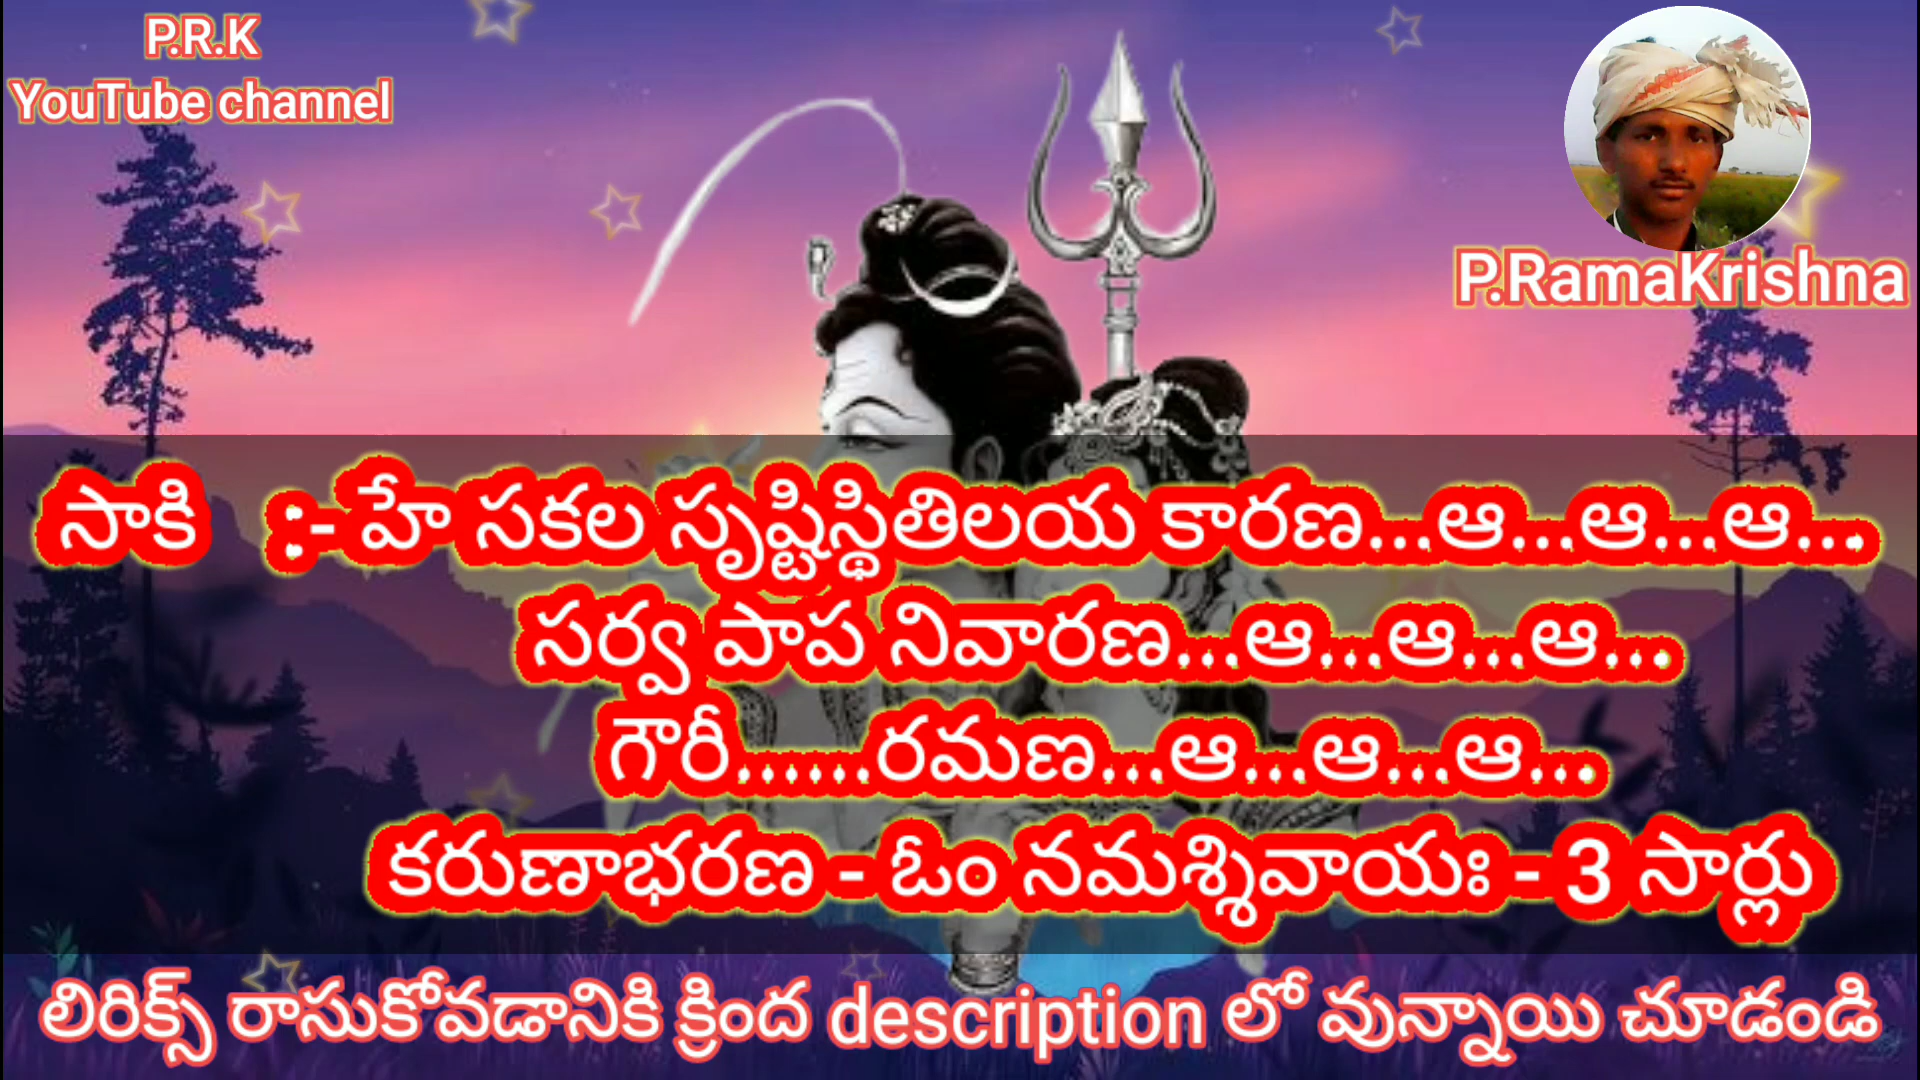 P.R.K
YouTube channel
P.RamaKrishna
సాకి :- హే సకల సృష్టిస్థితిలయ కారణ...ఆ...ఆ...ఆ...
సర్వ పాప నివారణ...ఆ...ఆ...ఆ...
గౌరీ......రమణ...ఆ...ఆ...ఆ...
కరుణాభరణ - ఓం నమశ్శివాయః - 3 సార్లు
లిరిక్స్ రాసుకోవడానికి క్రింద description లో వున్నాయి చూడండి